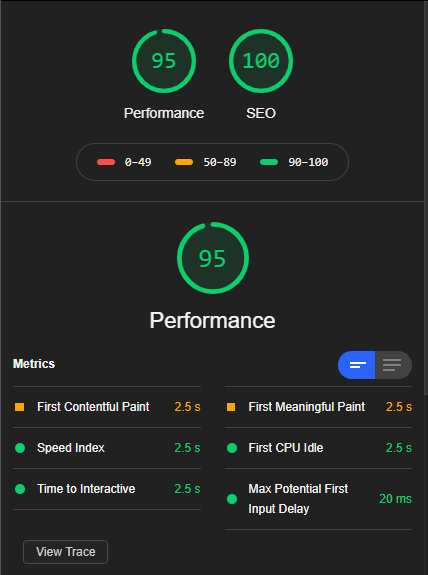 95 100
Performance SEO
0–49 50–89 90–100
95
Performance
Metrics
First Contentful Paint 2.5 s
First Meaningful Paint 2.5 s
Speed Index 2.5 s
First CPU Idle 2.5 s
Time to Interactive 2.5 s
Max Potential First
Input Delay 20 ms
View Trace